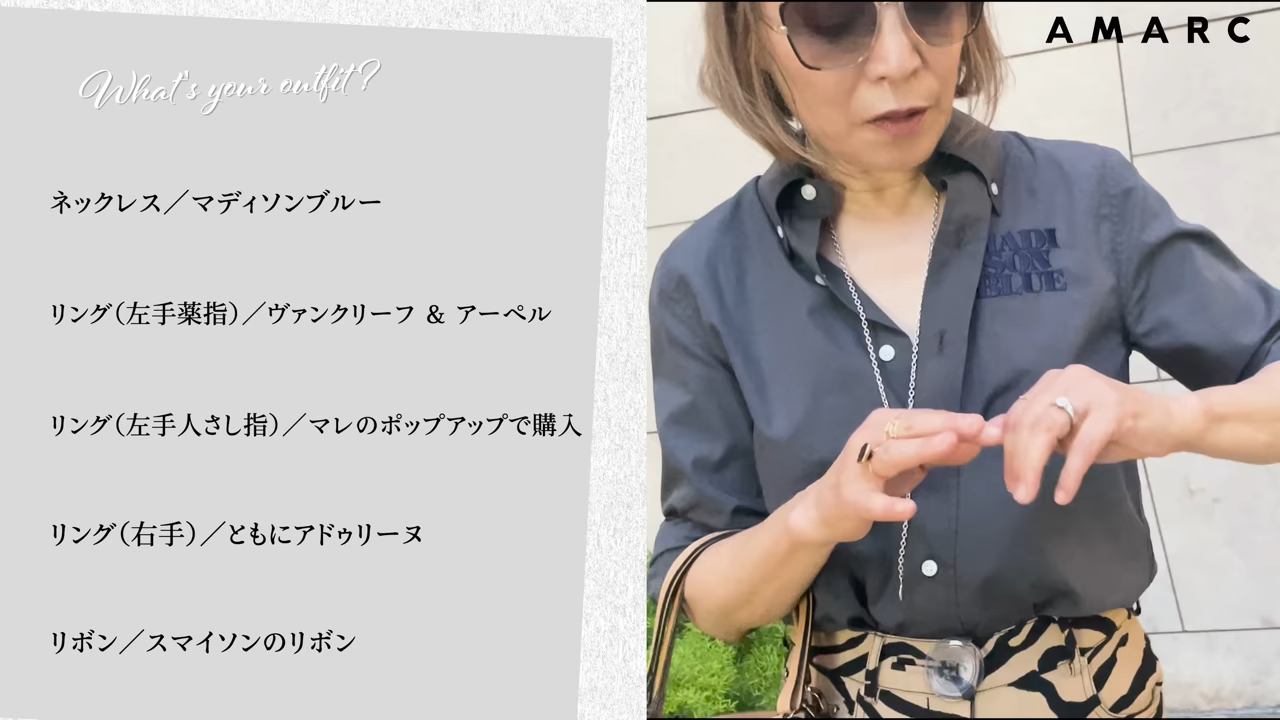 What's your outfit?
ネックレス／マディソンブルー
リング（左手薬指）／ヴァンクリーフ ＆ アーペル
リング（左手人さし指）／マレのポップアップで購入
リング（右手）／ともにアドゥリーヌ
リボン／スマイソンのリボン
AMARC
MADI
SON
BLUE